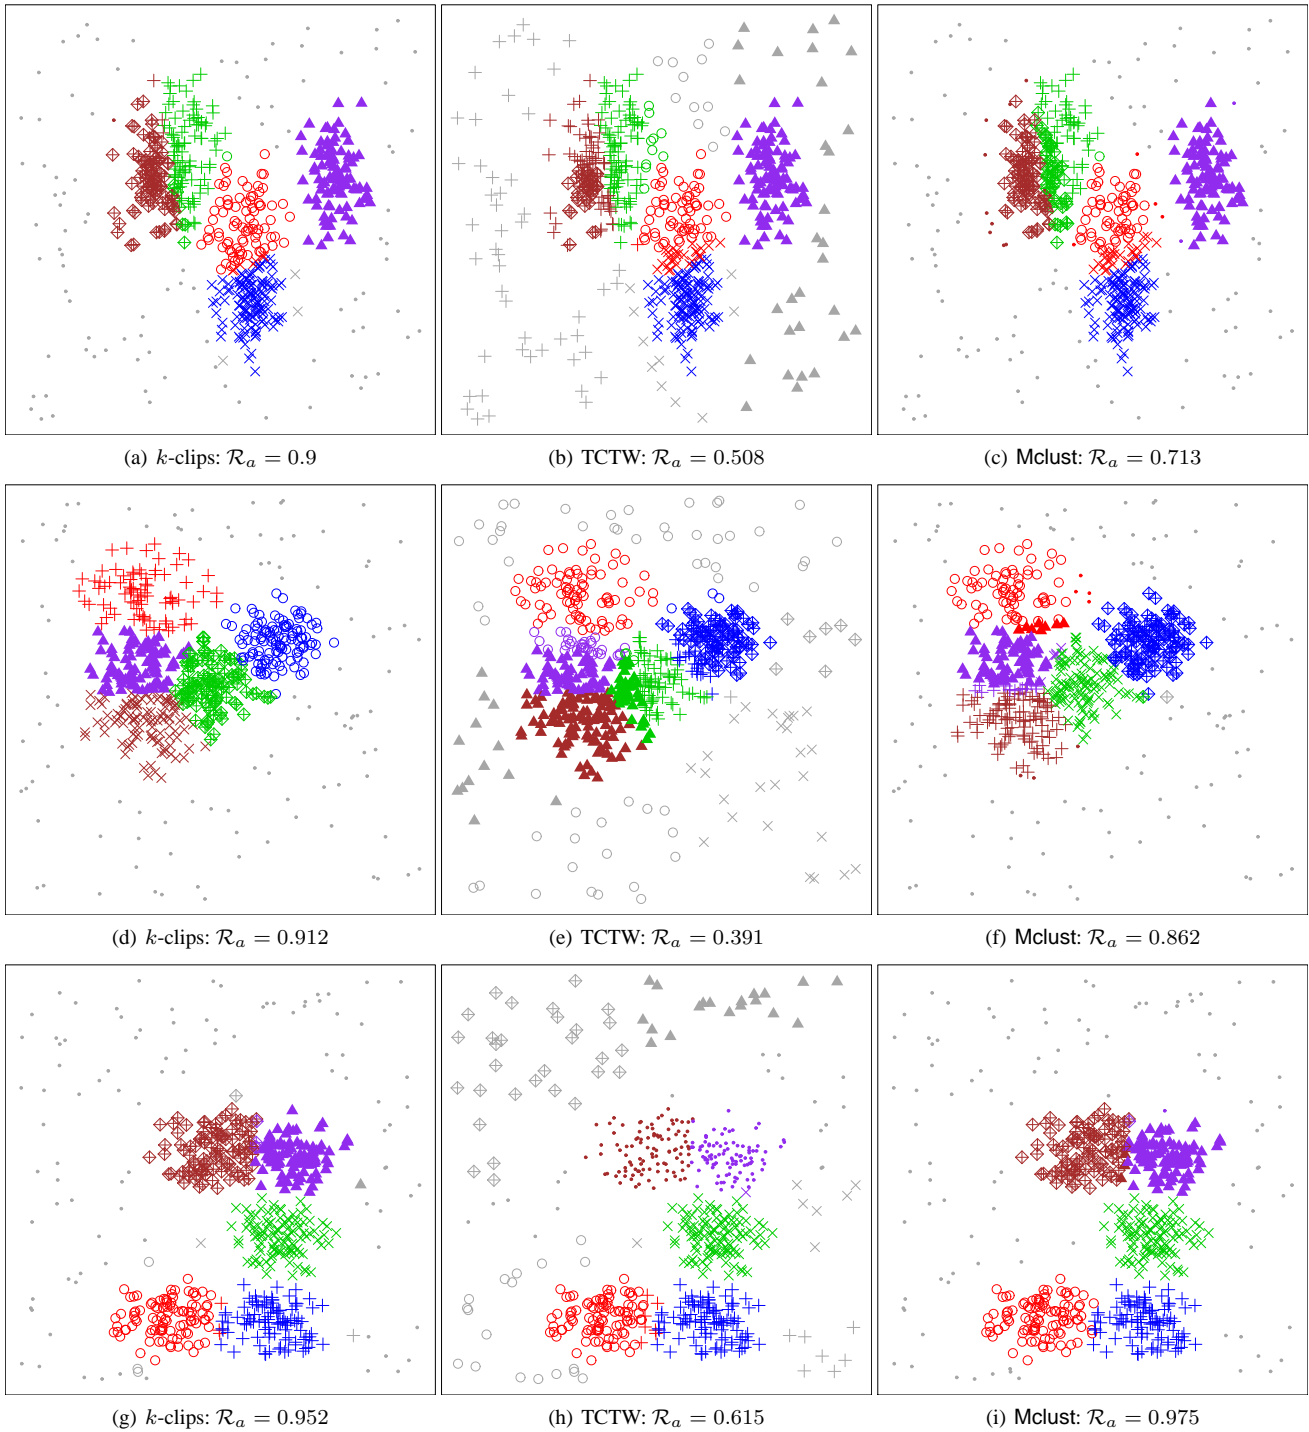 (a) k-clips: 𝓡ₐ = 0.9
(b) TCTW: 𝓡ₐ = 0.508
(c) Mclust: 𝓡ₐ = 0.713
(d) k-clips: 𝓡ₐ = 0.912
(e) TCTW: 𝓡ₐ = 0.391
(f) Mclust: 𝓡ₐ = 0.862
(g) k-clips: 𝓡ₐ = 0.952
(h) TCTW: 𝓡ₐ = 0.615
(i) Mclust: 𝓡ₐ = 0.975